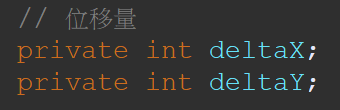 // 位移量
private int deltaX;
private int deltaY;